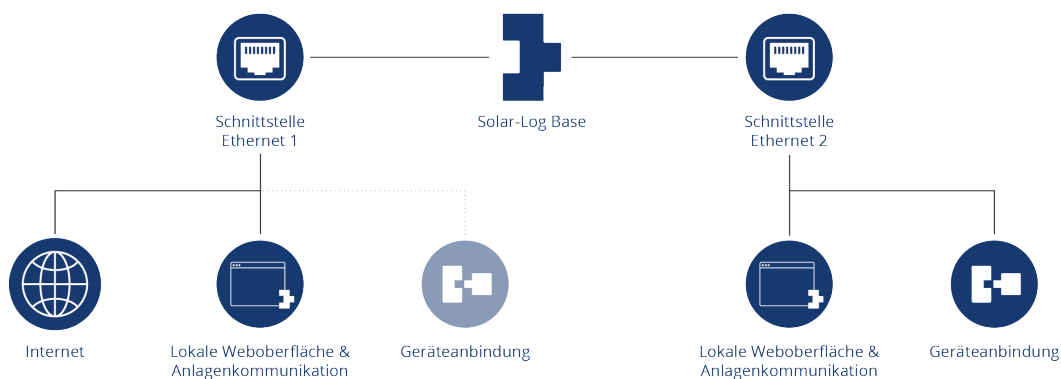 Schnittstelle
Ethernet 1
Solar-Log Base
Schnittstelle
Ethernet 2
Internet
Lokale Weboberfläche &
Anlagenkommunikation
Geräteanbindung
Lokale Weboberfläche &
Anlagenkommunikation
Geräteanbindung